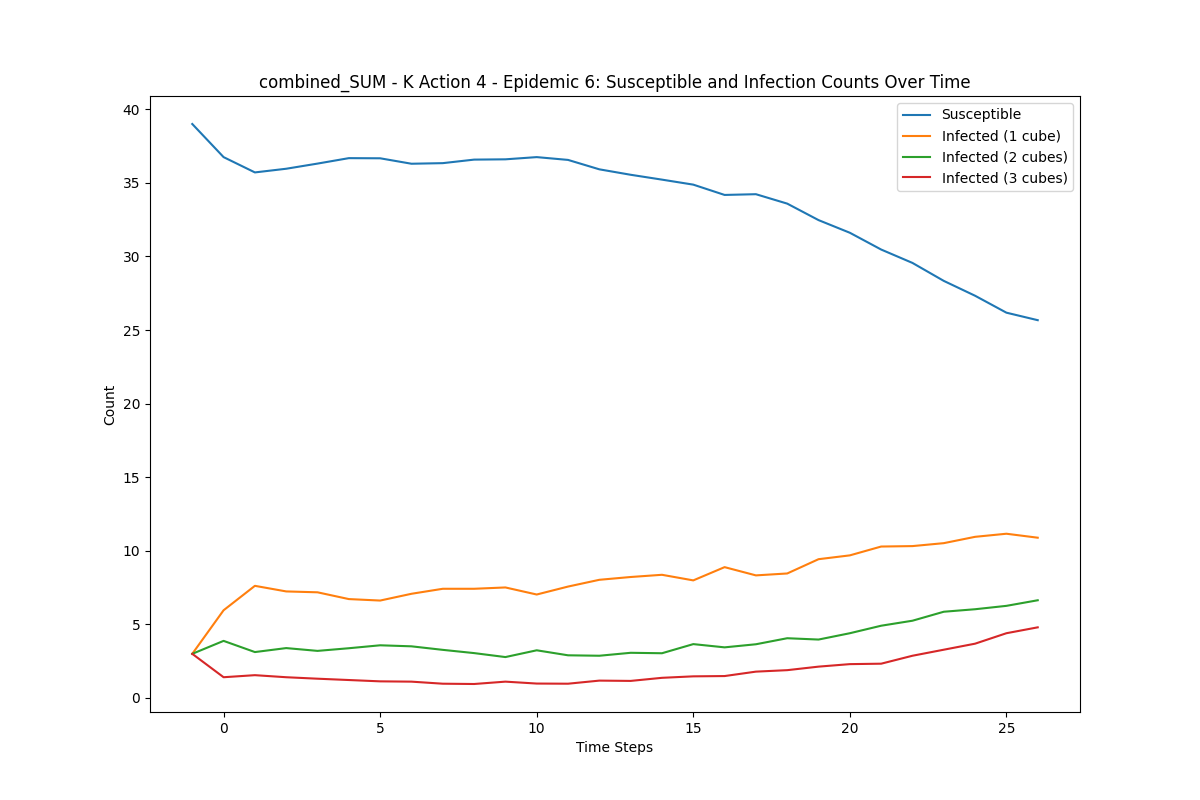 combined_SUM - K Action 4 - Epidemic 6: Susceptible and Infection Counts Over Time
Susceptible
Infected (1 cube)
Infected (2 cubes)
Infected (3 cubes)
Count
40
35
30
25
20
15
10
5
0
0 5 10 15 20 25
Time Steps